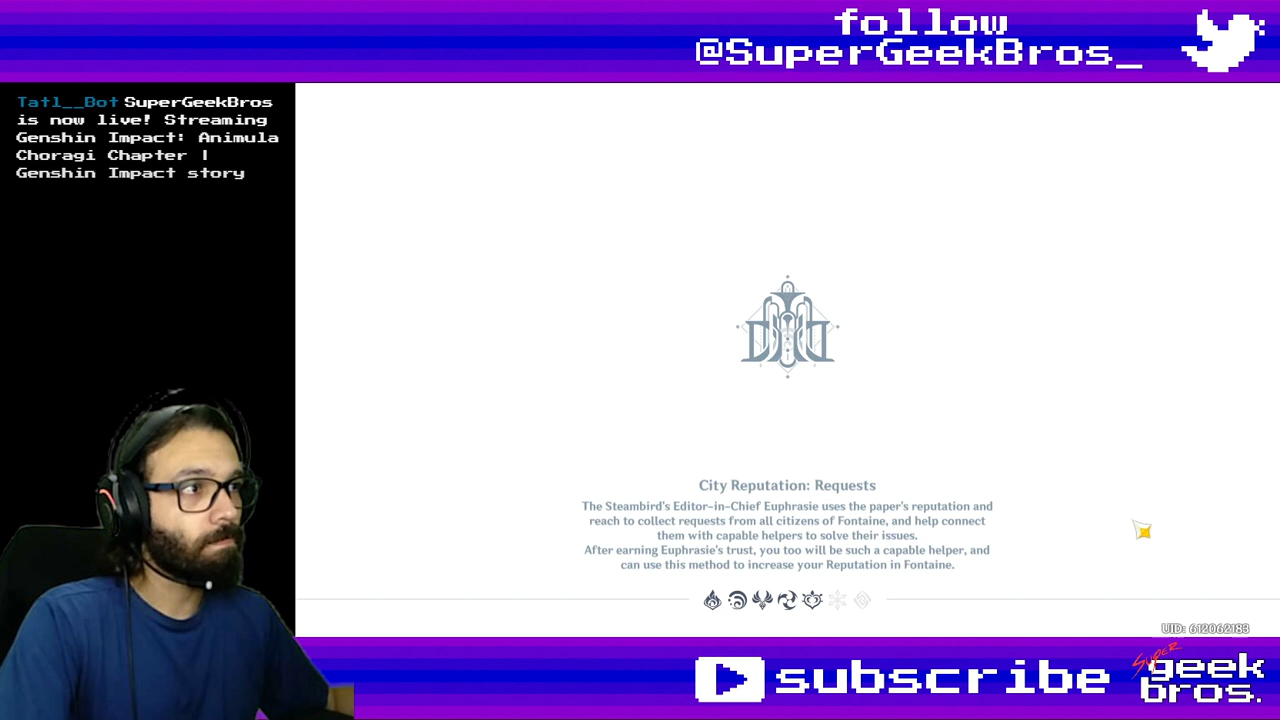 follow
@SuperGeekBros_
Tatl__Bot SuperGeekBros
is now live! Streaming
Genshin Impact: Animula
Choragi Chapter |
Genshin Impact story
City Reputation: Requests
The Steambird's Editor-in-Chief Euphrasie uses the paper's reputation and
reach to collect requests from all citizens of Fontaine, and help connect
them with capable helpers to solve their issues.
After earning Euphrasie's trust, you too will be such a capable helper, and
can use this method to increase your Reputation in Fontaine.
UID: 612062183
subscribe
SUPER
geek
bros.